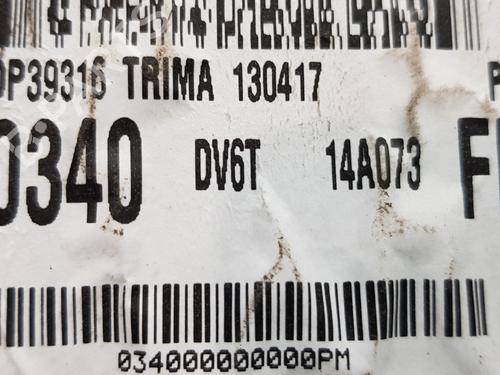 0P39316 TRIMA 130417 P
0340 DV6T 14A073 F
034000000000PM